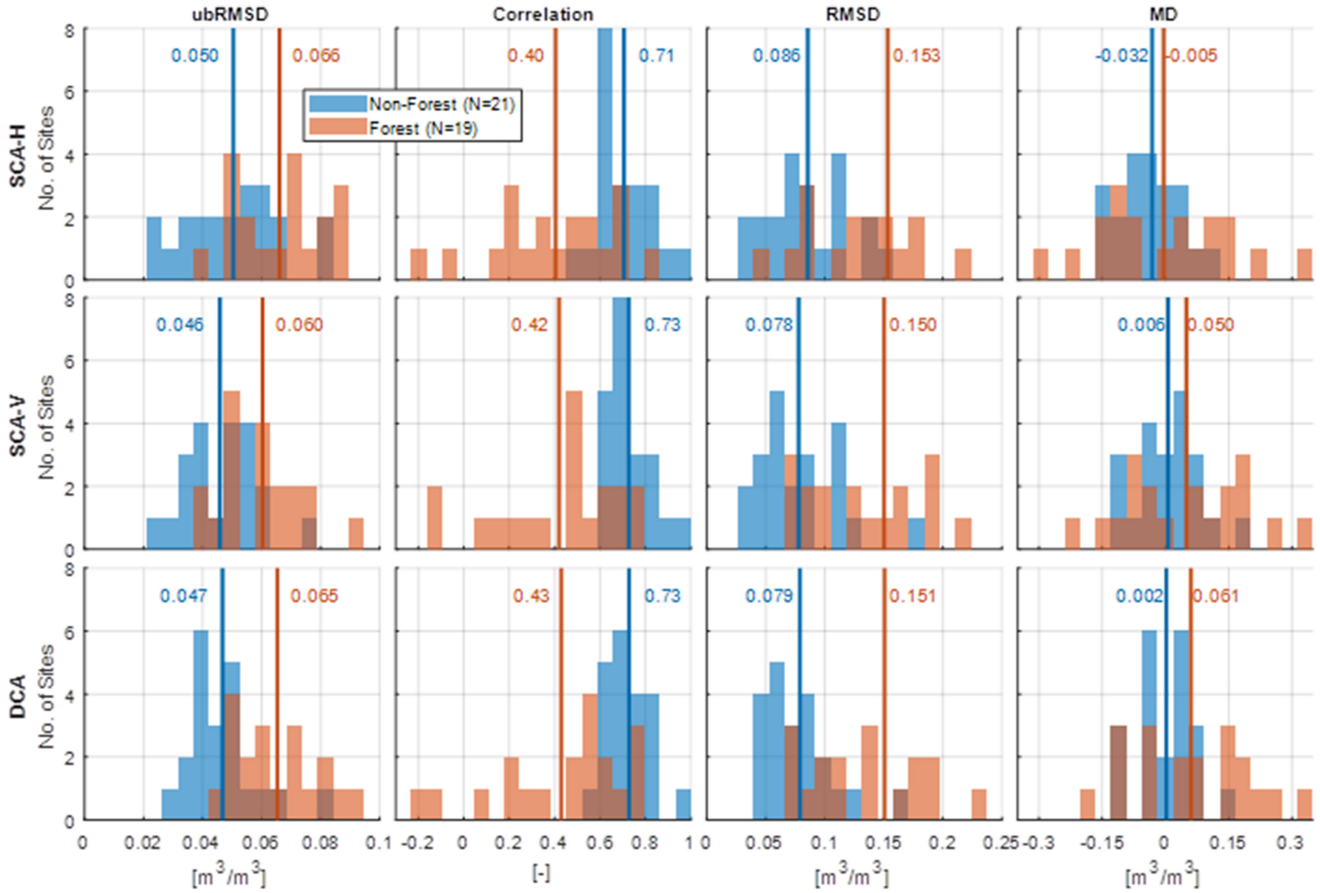 ubRMSD Correlation RMSD MD
SCA-H
No. of Sites
8
6
4
2
0
0.050 0.066
0.40 0.71
0.086 0.153
-0.032 -0.005
Non-Forest (N=21)
Forest (N=19)
SCA-V
No. of Sites
8
6
4
2
0
0.046 0.060
0.42 0.73
0.078 0.150
0.006 0.050
DCA
No. of Sites
8
6
4
2
0
0.047 0.065
0.43 0.73
0.079 0.151
0.002 0.061
0 0.02 0.04 0.06 0.08 0.1
-0.2 0 0.2 0.4 0.6 0.8 1
0 0.05 0.1 0.15 0.2 0.25
-0.3 -0.15 0 0.15 0.3
[m³/m³] [-] [m³/m³] [m³/m³]